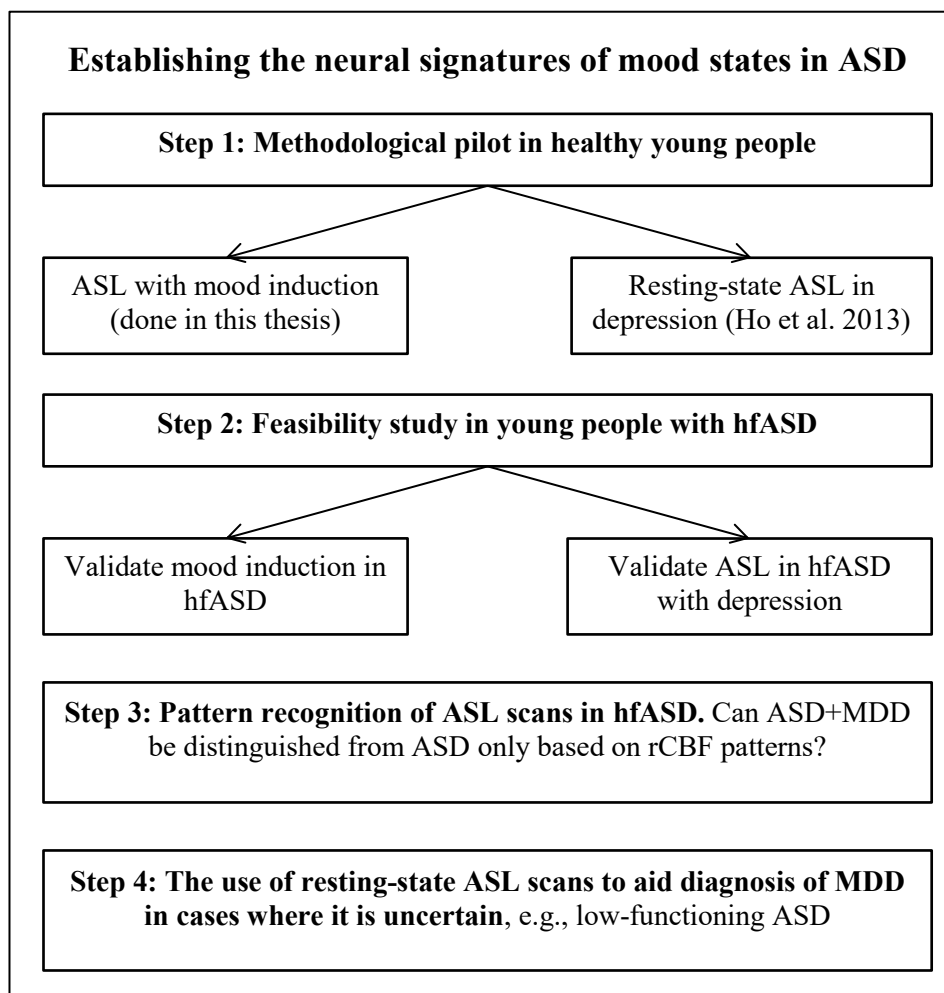 Establishing the neural signatures of mood states in ASD
Step 1: Methodological pilot in healthy young people
ASL with mood induction
(done in this thesis)
Resting-state ASL in
depression (Ho et al. 2013)
Step 2: Feasibility study in young people with hfASD
Validate mood induction in
hfASD
Validate ASL in hfASD
with depression
Step 3: Pattern recognition of ASL scans in hfASD. Can ASD+MDD
be distinguished from ASD only based on rCBF patterns?
Step 4: The use of resting-state ASL scans to aid diagnosis of MDD
in cases where it is uncertain, e.g., low-functioning ASD